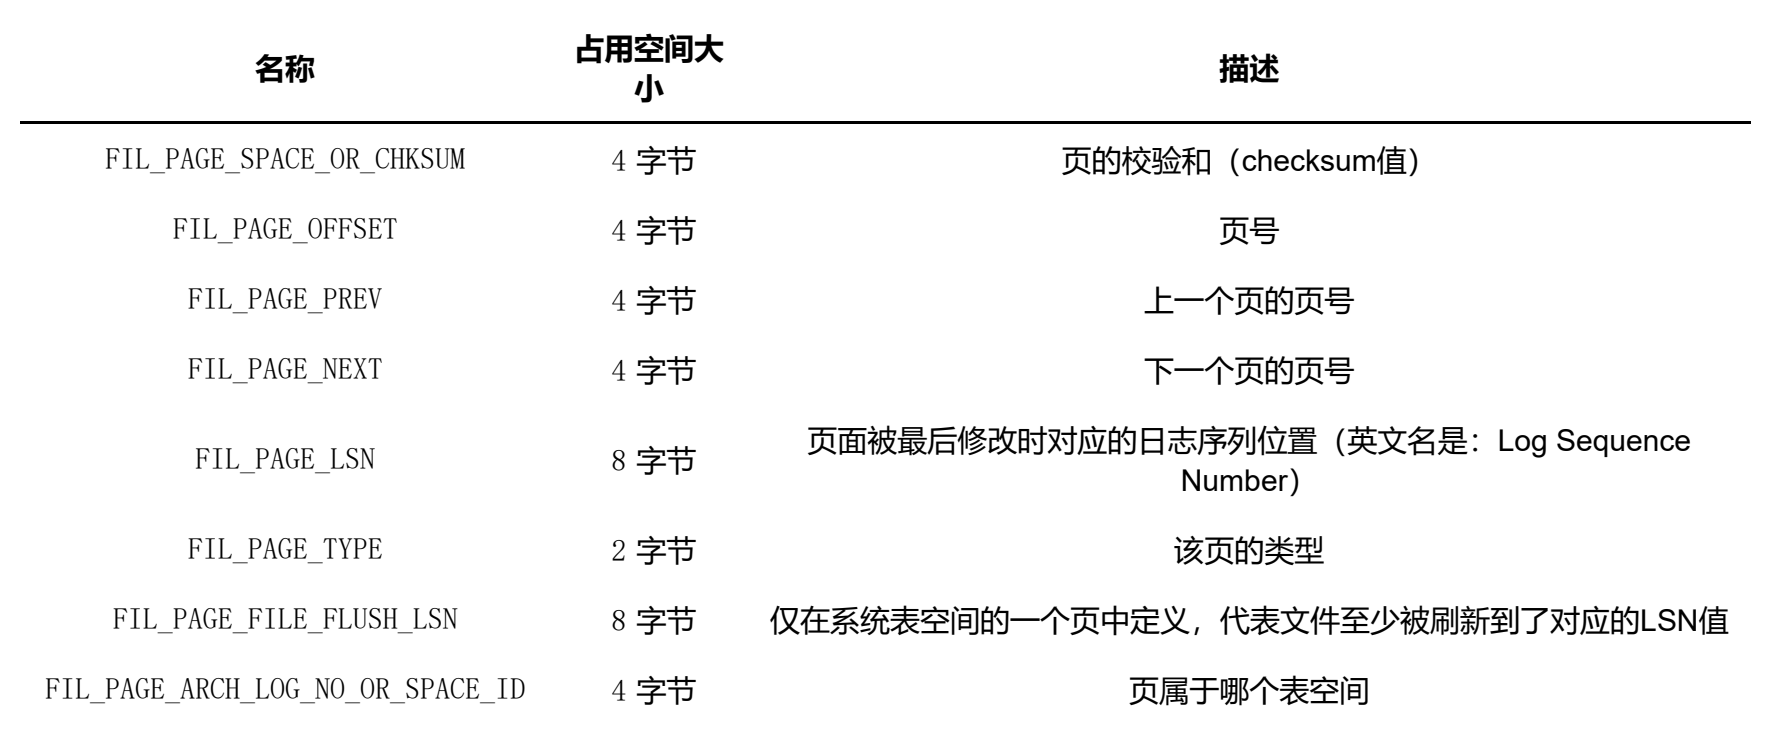 名称 占用空间大小 描述
FIL_PAGE_SPACE_OR_CHKSUM 4 字节 页的校验和（checksum值）
FIL_PAGE_OFFSET 4 字节 页号
FIL_PAGE_PREV 4 字节 上一个页的页号
FIL_PAGE_NEXT 4 字节 下一个页的页号
FIL_PAGE_LSN 8 字节 页面被最后修改时对应的日志序列位置（英文名是：Log Sequence
Number）
FIL_PAGE_TYPE 2 字节 该页的类型
FIL_PAGE_FILE_FLUSH_LSN 8 字节 仅在系统表空间的一个页中定义，代表文件至少被刷新到了对应的LSN值
FIL_PAGE_ARCH_LOG_NO_OR_SPACE_ID 4 字节 页属于哪个表空间